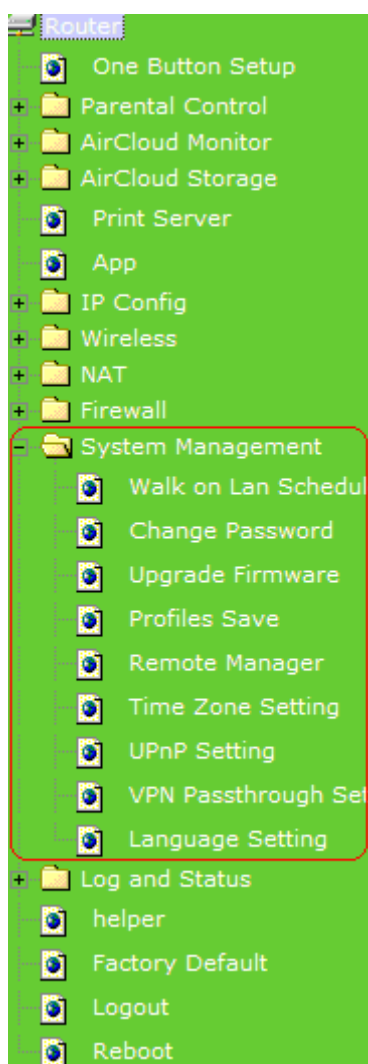 Router
One Button Setup
Parental Control
AirCloud Monitor
AirCloud Storage
Print Server
App
IP Config
Wireless
NAT
Firewall
System Management
Walk on Lan Schedul
Change Password
Upgrade Firmware
Profiles Save
Remote Manager
Time Zone Setting
UPnP Setting
VPN Passthrough Set
Language Setting
Log and Status
helper
Factory Default
Logout
Reboot